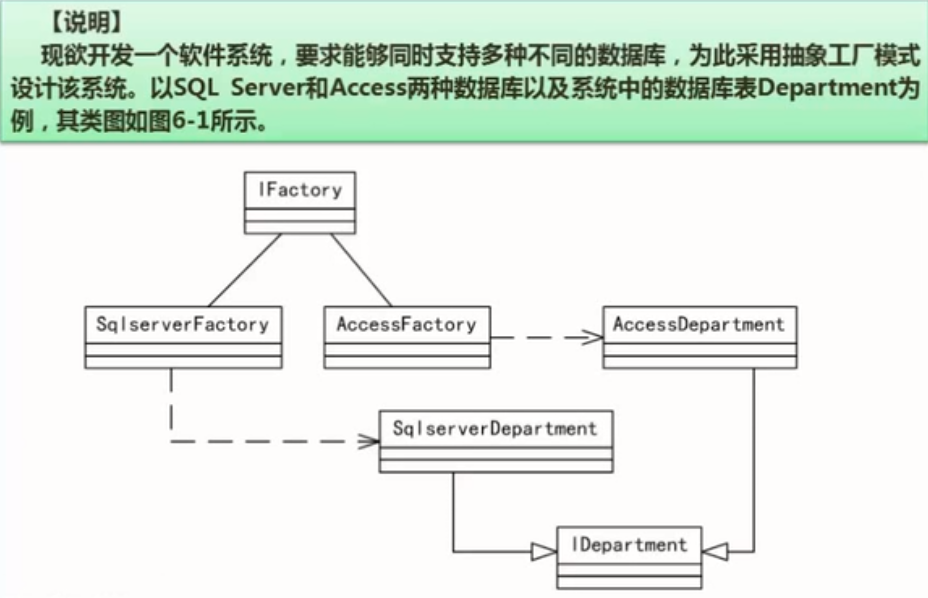 【说明】
现欲开发一个软件系统，要求能够同时支持多种不同的数据库，为此采用抽象工厂模式
设计该系统。以SQL Server和Access两种数据库以及系统中的数据库表Department为
例，其类图如图6-1所示。
IFactory
SqlserverFactory
AccessFactory
AccessDepartment
SqlserverDepartment
IDepartment